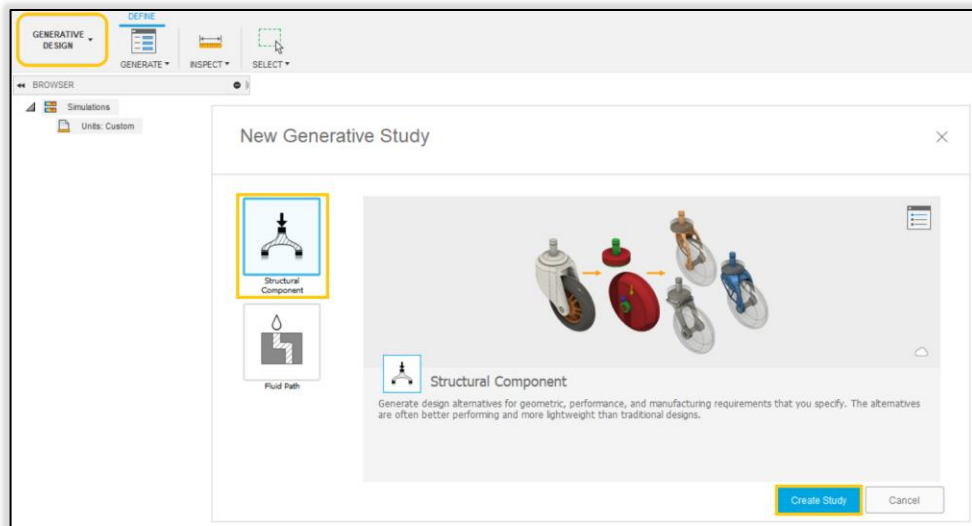 DEFINE
GENERATIVE
DESIGN
GENERATE
INSPECT
SELECT
BROWSER
Simulations
Units: Custom
New Generative Study
Structural
Component
Fluid Path
Structural Component
Generate design alternatives for geometric, performance, and manufacturing requirements that you specify. The alternatives
are often better performing and more lightweight than traditional designs.
Create Study
Cancel